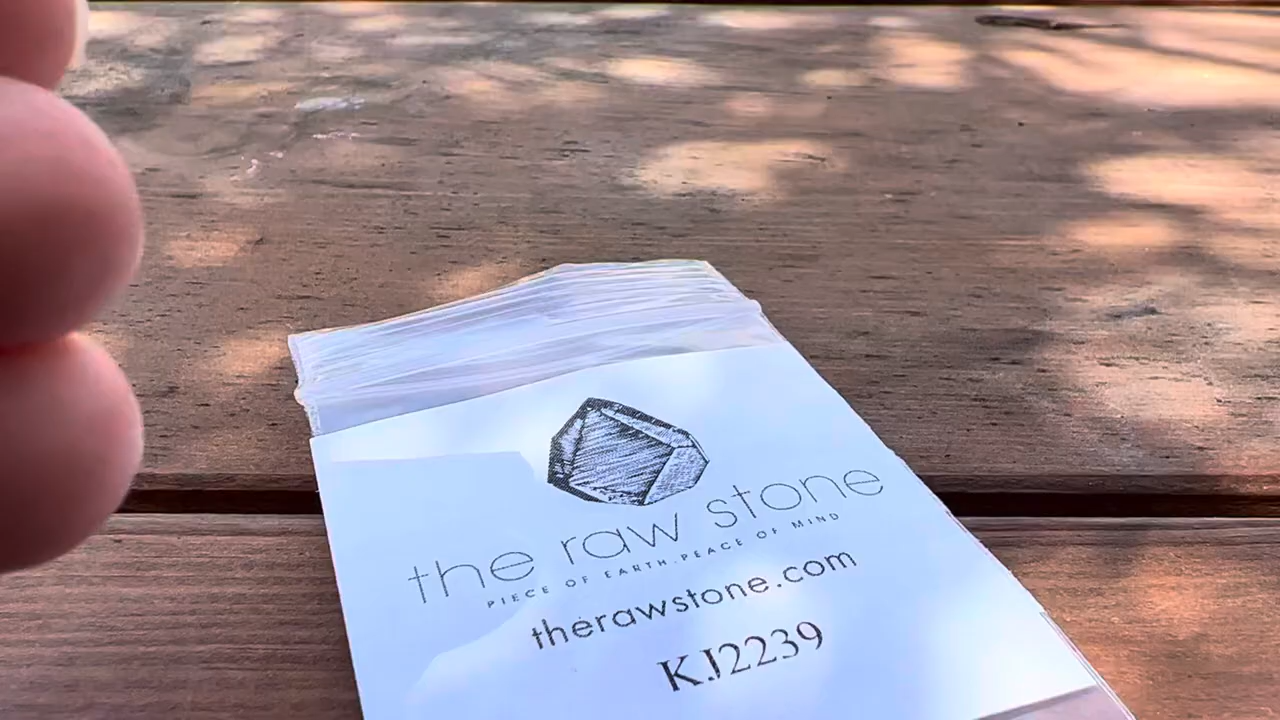 the raw stone
PIECE OF EARTH.PEACE OF MIND
therawstone.com
KJ2239